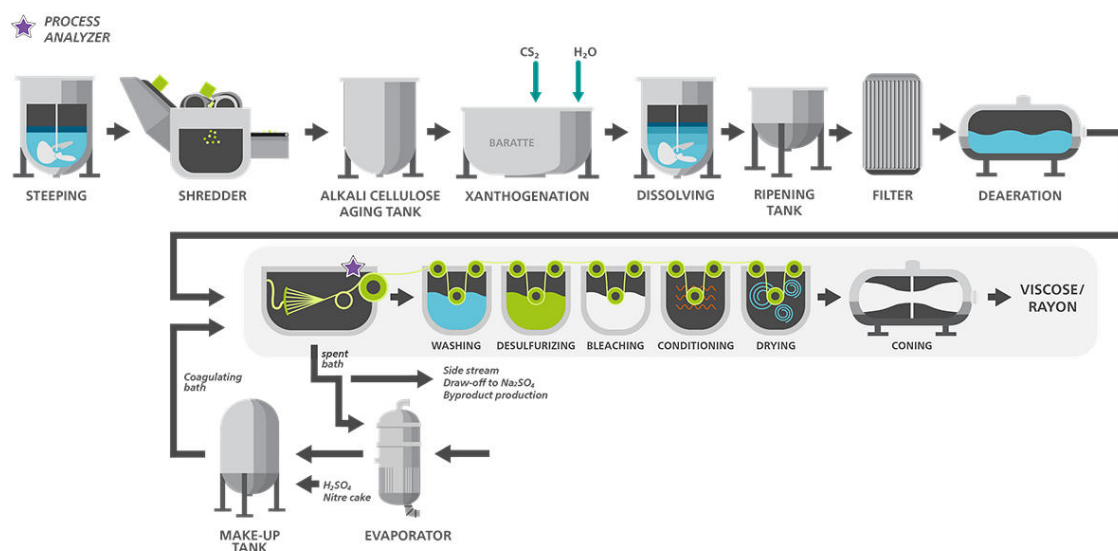 PROCESS
ANALYZER
CS₂
H₂O
BARATTE
STEEPING
SHREDDER
ALKALI CELLULOSE
AGING TANK
XANTHOGENATION
DISSOLVING
RIPENING
TANK
FILTER
DEAERATION
WASHING
DESULFURIZING
BLEACHING
CONDITIONING
DRYING
CONING
VISCOSE/
RAYON
spent
bath
Side stream
Draw-off to Na₂SO₄
Byproduct production
Coagulating
bath
H₂SO₄
Nitre cake
MAKE-UP
TANK
EVAPORATOR